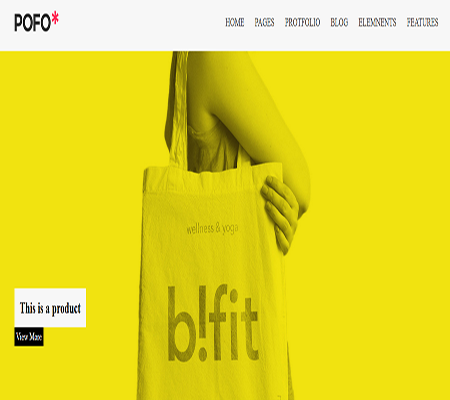 POFO*
HOME PAGES PROTFOLIO BLOG ELEMNENTS FEATURES
wellness & yoga
b!fit
This is a product
View More